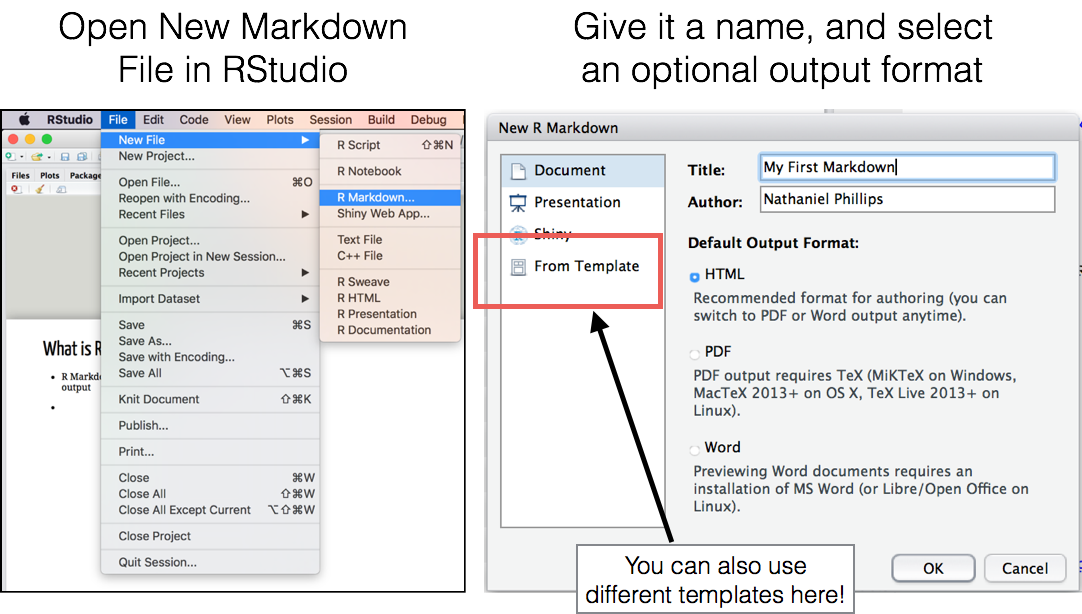 Open New Markdown
File in RStudio
Give it a name, and select
an optional output format
RStudio File Edit Code View Plots Session Build Debug
Files Plots Package
New File
New Project...
Open File... ⌘O
Reopen with Encoding...
Recent Files
Open Project...
Open Project in New Session...
Recent Projects
Import Dataset
Save ⌘S
Save As...
Save with Encoding...
Save All ⌥⌘S
Knit Document ⇧⌘K
Publish...
Print...
Close ⌘W
Close All ⇧⌘W
Close All Except Current ⌥⇧⌘W
Close Project
Quit Session...
R Script ⇧⌘N
R Notebook
R Markdown...
Shiny Web App...
Text File
C++ File
R Sweave
R HTML
R Presentation
R Documentation
What is R
• R Markd
output
•
New R Markdown
Document
Presentation
Shiny
From Template
Title: My First Markdown
Author: Nathaniel Phillips
Default Output Format:
HTML
Recommended format for authoring (you can
switch to PDF or Word output anytime).
PDF
PDF output requires TeX (MiKTeX on Windows,
MacTeX 2013+ on OS X, TeX Live 2013+ on
Linux).
Word
Previewing Word documents requires an
installation of MS Word (or Libre/Open Office on
Linux).
OK Cancel
You can also use
different templates here!